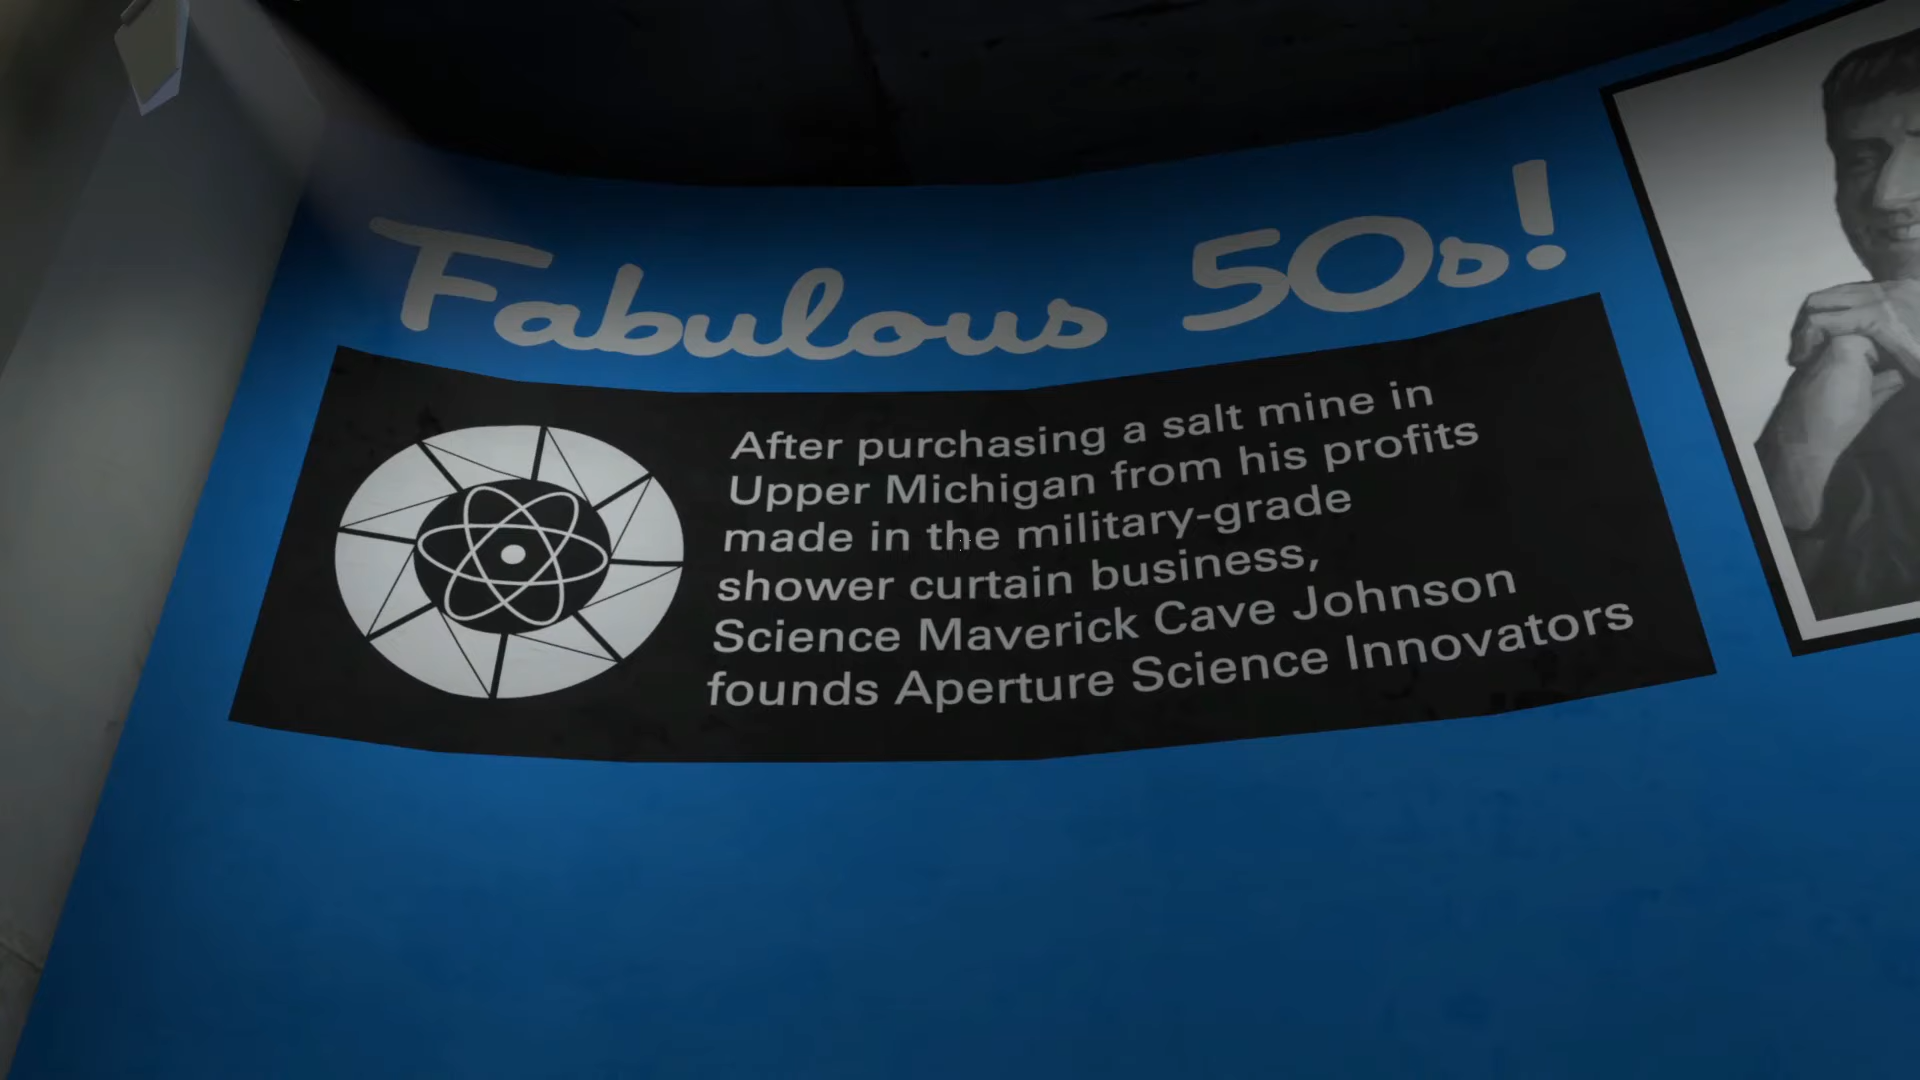 Fabulous 50s!
After purchasing a salt mine in
Upper Michigan from his profits
made in the military-grade
shower curtain business,
Science Maverick Cave Johnson
founds Aperture Science Innovators